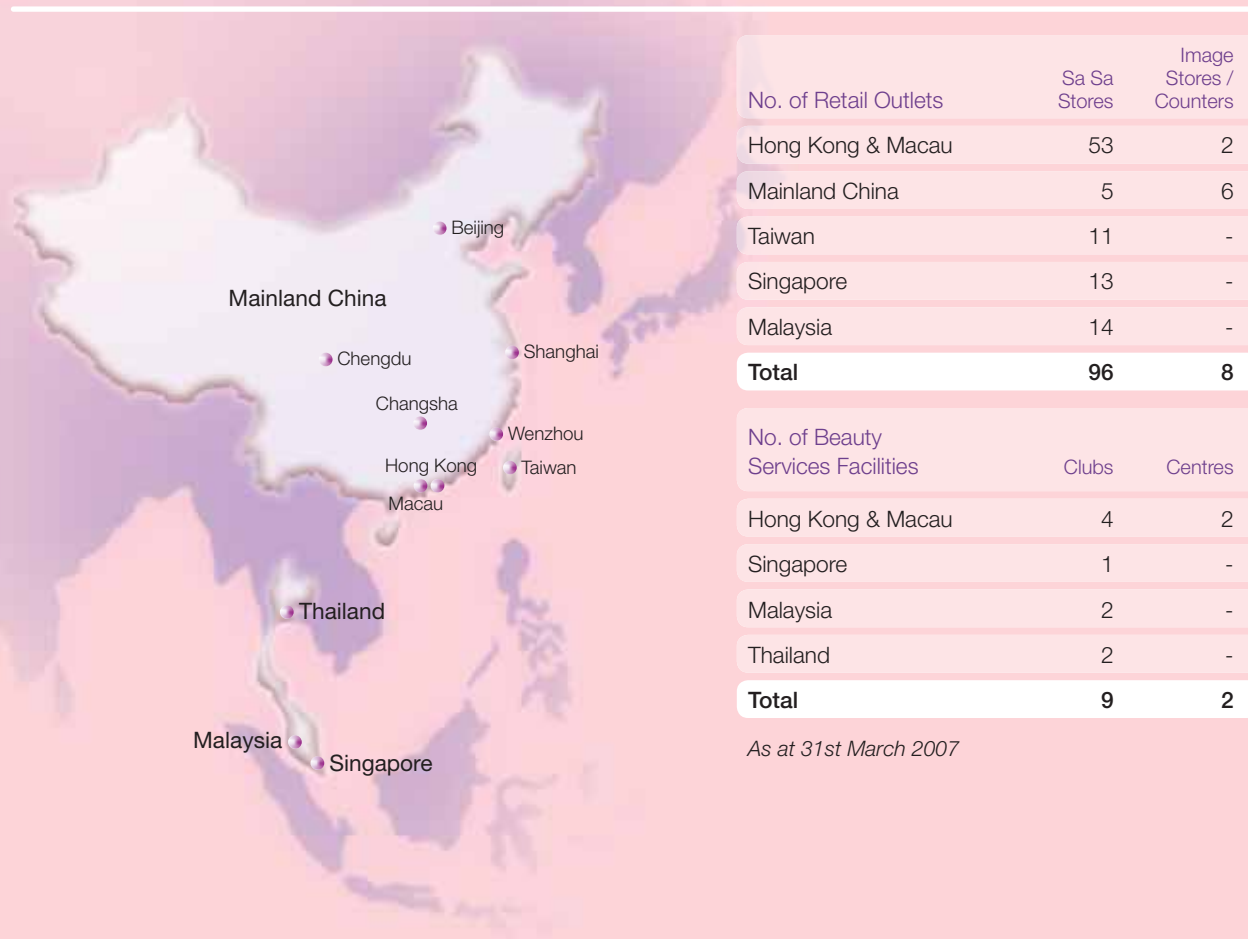 Beijing
Mainland China
Shanghai
Chengdu
Changsha
Wenzhou
Hong Kong
Taiwan
Macau
Thailand
Malaysia
Singapore
No. of Retail Outlets Sa Sa Stores Image Stores / Counters
Hong Kong & Macau 53 2
Mainland China 5 6
Taiwan 11 -
Singapore 13 -
Malaysia 14 -
Total 96 8
No. of Beauty
Services Facilities Clubs Centres
Hong Kong & Macau 4 2
Singapore 1 -
Malaysia 2 -
Thailand 2 -
Total 9 2
As at 31st March 2007